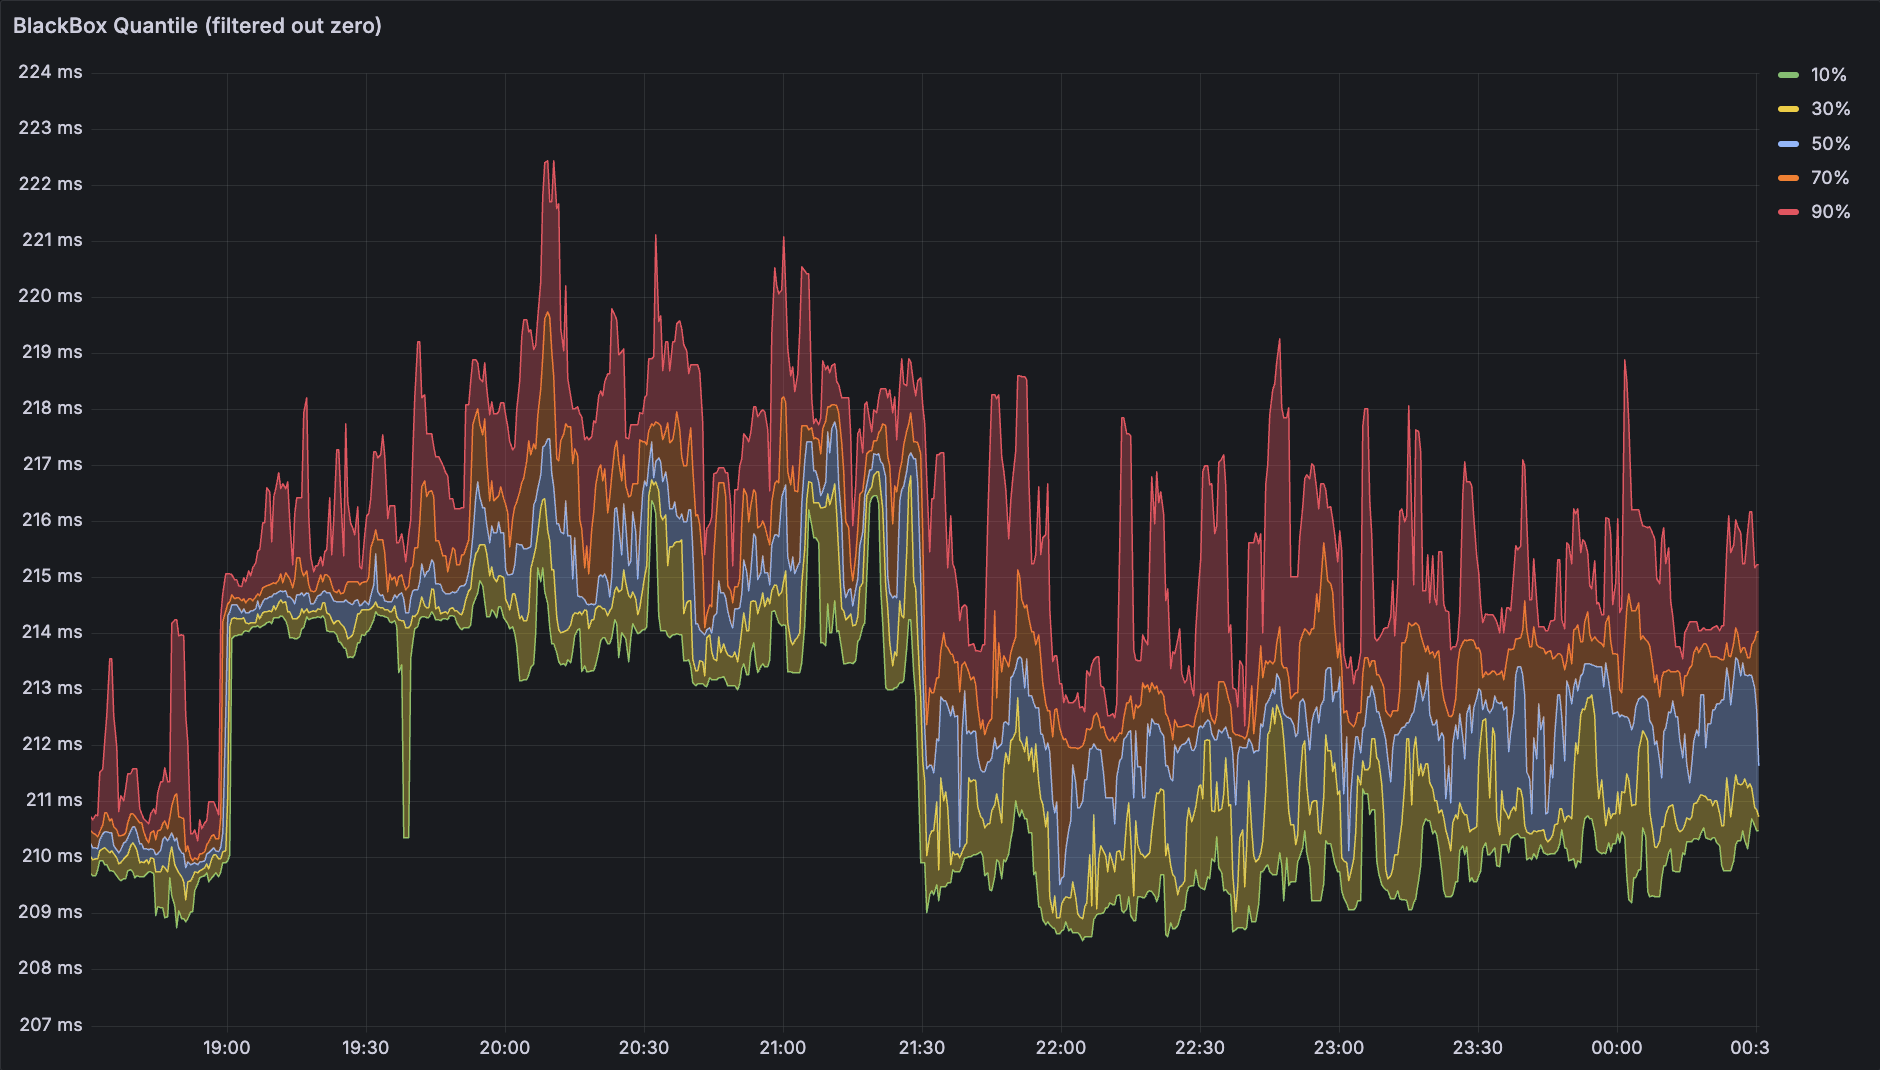 BlackBox Quantile (filtered out zero)
224 ms
223 ms
222 ms
221 ms
220 ms
219 ms
218 ms
217 ms
216 ms
215 ms
214 ms
213 ms
212 ms
211 ms
210 ms
209 ms
208 ms
207 ms
19:00 19:30 20:00 20:30 21:00 21:30 22:00 22:30 23:00 23:30 00:00 00:3
10%
30%
50%
70%
90%